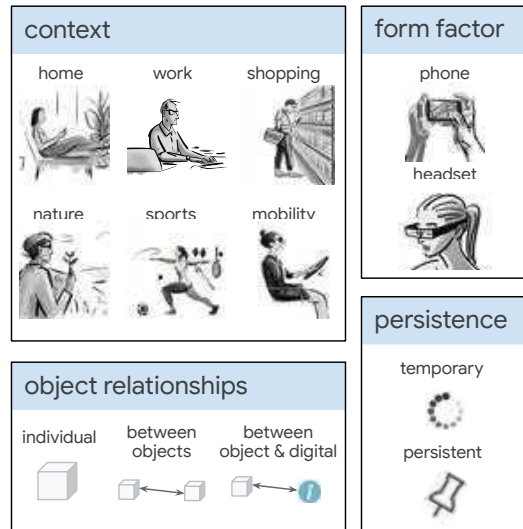 context
home work shopping
nature sports mobility
form factor
phone
headset
object relationships
individual
between
objects
between
object & digital
persistence
temporary
persistent